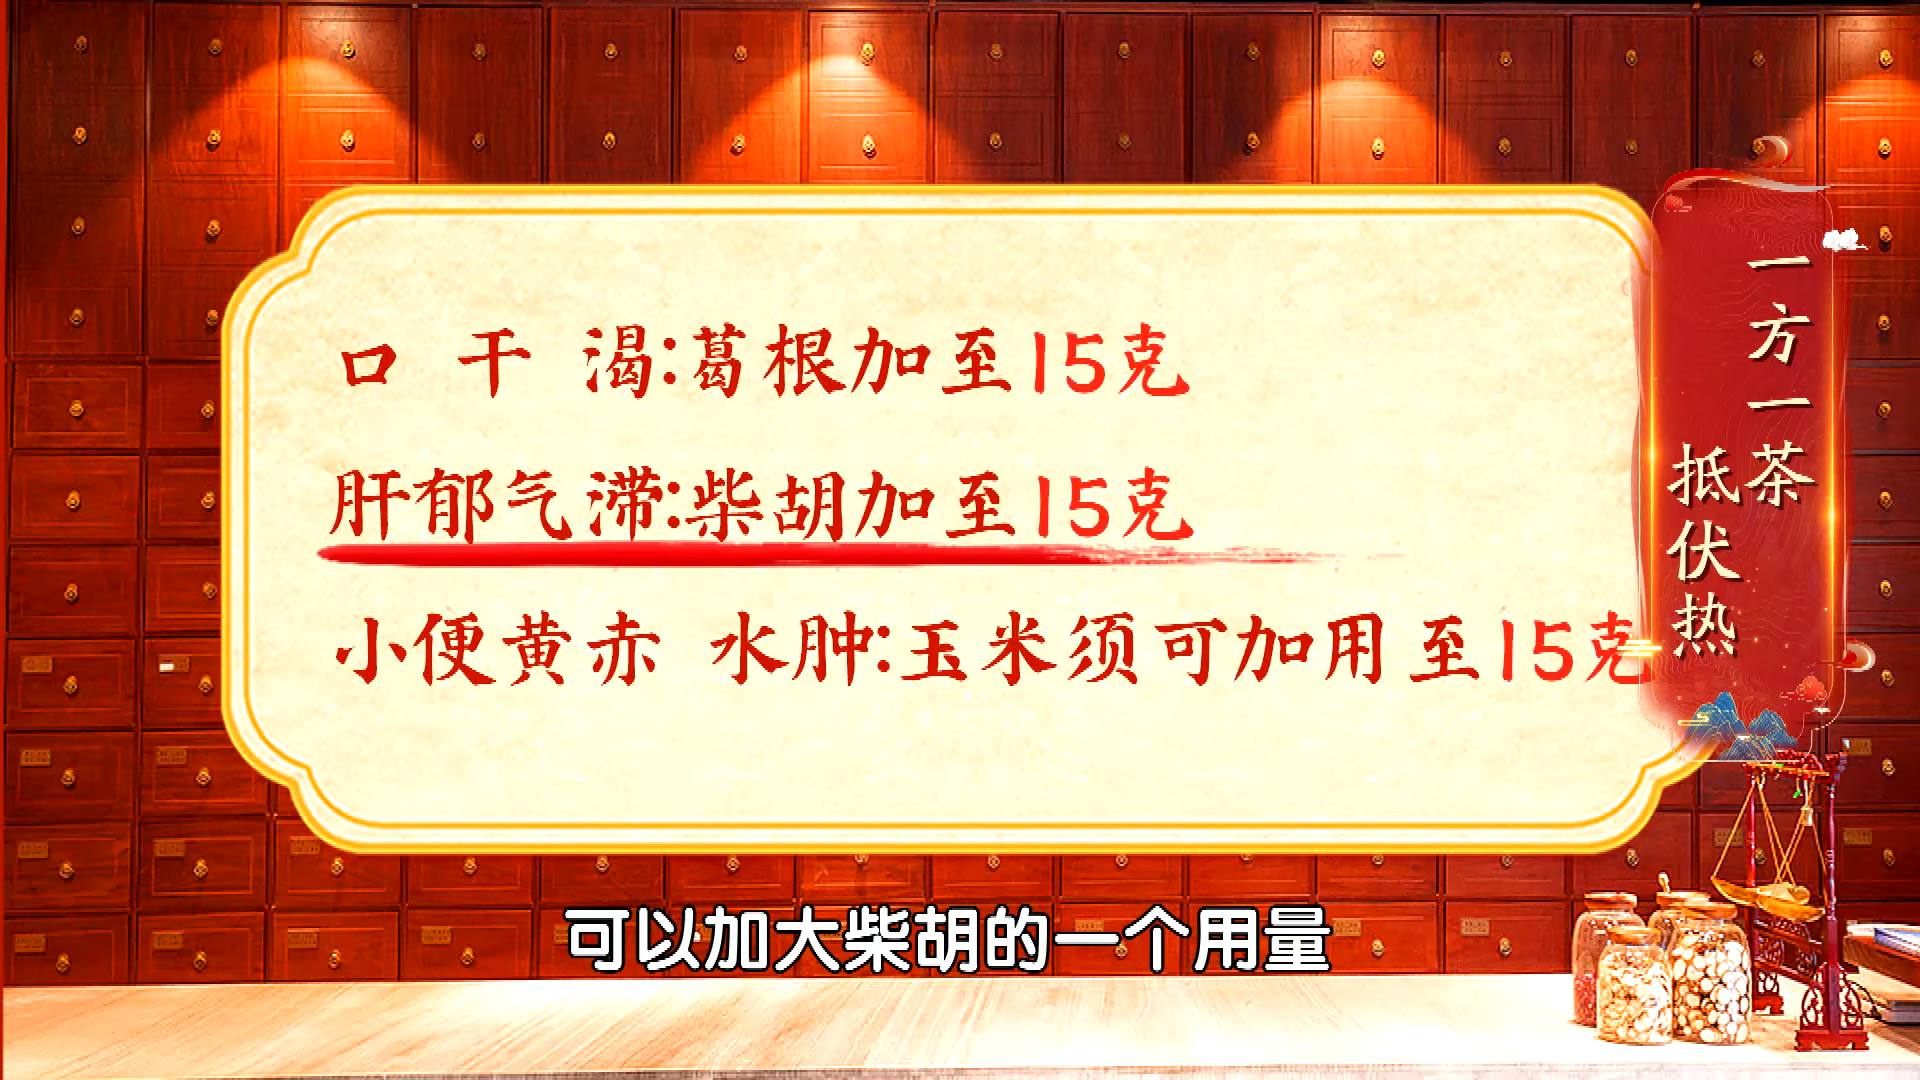 口 干 渴:葛根加至15克
肝郁气滞:柴胡加至15克
小便黄赤 水肿:玉米须可加用至15克
一方一茶
抵伏热
可以加大柴胡的一个用量